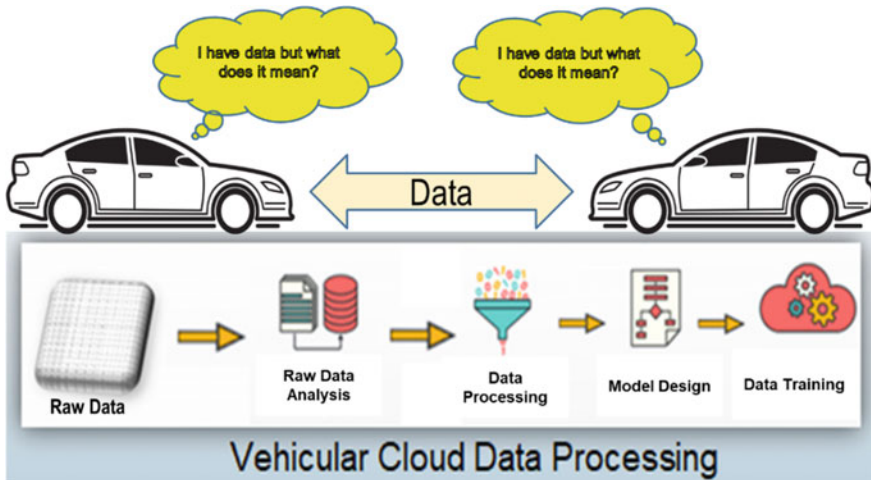 I have data but what
does it mean?
I have data but what
does it mean?
Data
Raw Data
Raw Data
Analysis
Data
Processing
Model Design
Data Training
Vehicular Cloud Data Processing